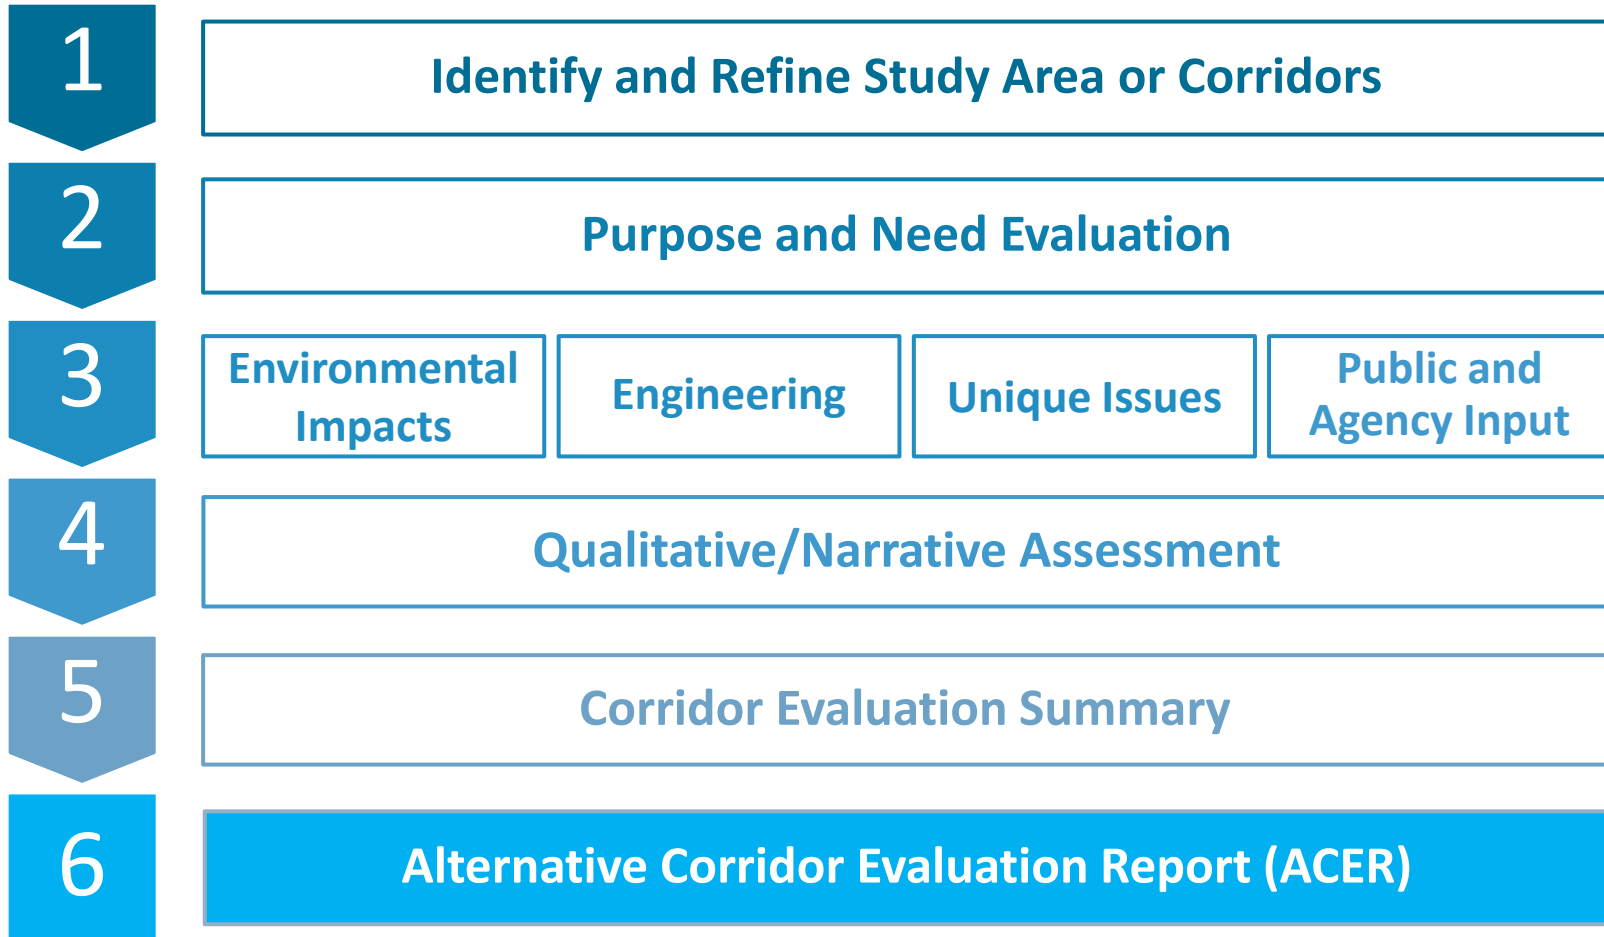 1
Identify and Refine Study Area or Corridors
2
Purpose and Need Evaluation
3
Environmental
Impacts
Engineering
Unique Issues
Public and
Agency Input
4
Qualitative/Narrative Assessment
5
Corridor Evaluation Summary
6
Alternative Corridor Evaluation Report (ACER)